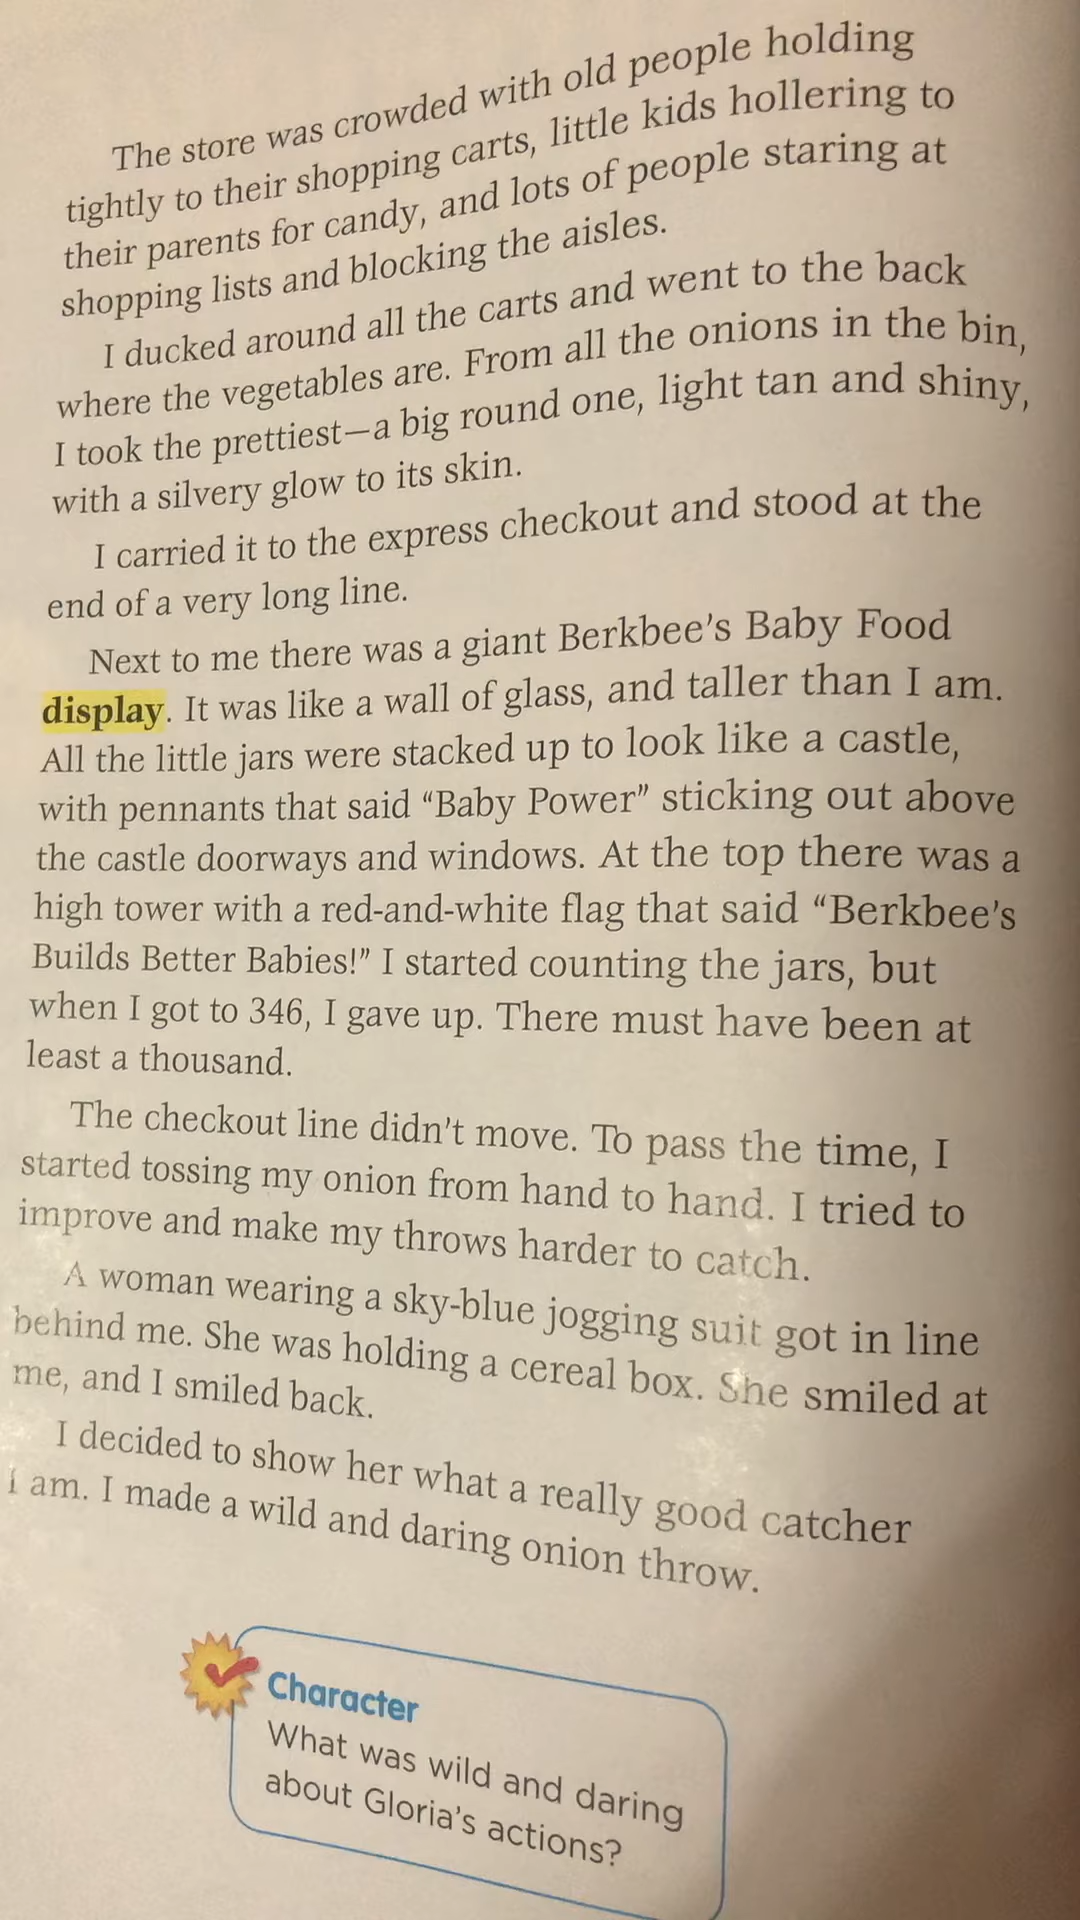 The store was crowded with old people holding
tightly to their shopping carts, little kids hollering to
their parents for candy, and lots of people staring at
shopping lists and blocking the aisles.
I ducked around all the carts and went to the back
where the vegetables are. From all the onions in the bin,
I took the prettiest—a big round one, light tan and shiny,
with a silvery glow to its skin.
I carried it to the express checkout and stood at the
end of a very long line.
Next to me there was a giant Berkbee's Baby Food
display. It was like a wall of glass, and taller than I am.
All the little jars were stacked up to look like a castle,
with pennants that said “Baby Power” sticking out above
the castle doorways and windows. At the top there was a
high tower with a red-and-white flag that said “Berkbee's
Builds Better Babies!” I started counting the jars, but
when I got to 346, I gave up. There must have been at
least a thousand.
The checkout line didn't move. To pass the time, I
started tossing my onion from hand to hand. I tried to
improve and make my throws harder to catch.
A woman wearing a sky-blue jogging suit got in line
behind me. She was holding a cereal box. She smiled at
me, and I smiled back.
I decided to show her what a really good catcher
I am. I made a wild and daring onion throw.
Character
What was wild and daring
about Gloria's actions?